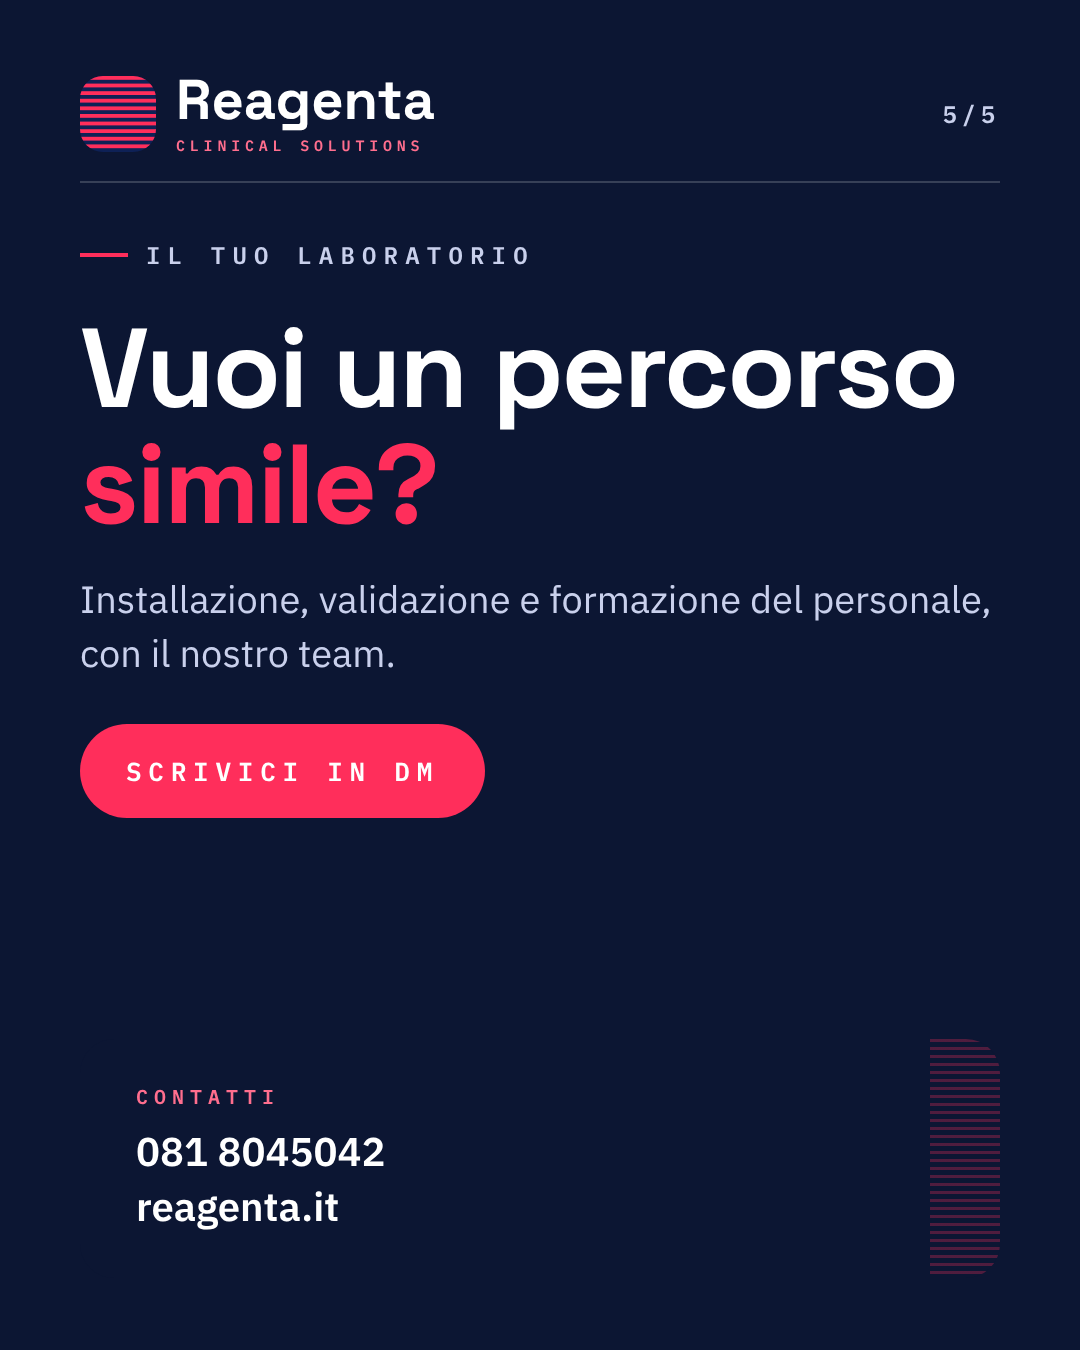 Reagenta
CLINICAL SOLUTIONS
5/5
IL TUO LABORATORIO
Vuoi un percorso
simile?
Installazione, validazione e formazione del personale,
con il nostro team.
SCRIVICI IN DM
CONTATTI
081 8045042
reagenta.it